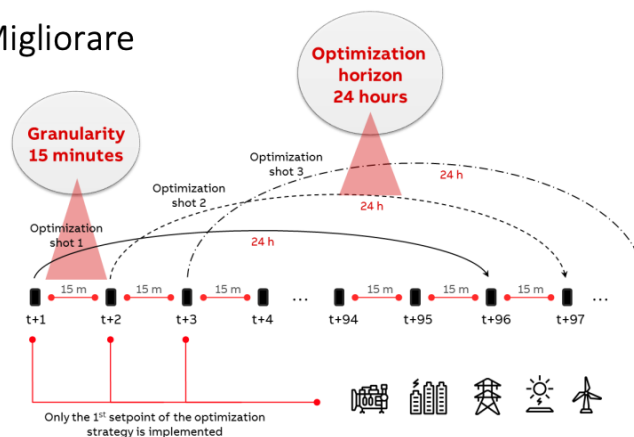 Migliorare
Optimization
horizon
24 hours
Granularity
15 minutes
Optimization
shot 3
Optimization
shot 2
Optimization
shot 1
24 h
24 h
24 h
15 m
15 m
15 m
15 m
15 m
15 m
t+1
t+2
t+3
t+4
...
t+94
t+95
t+96
t+97
...
Only the 1st setpoint of the optimization
strategy is implemented